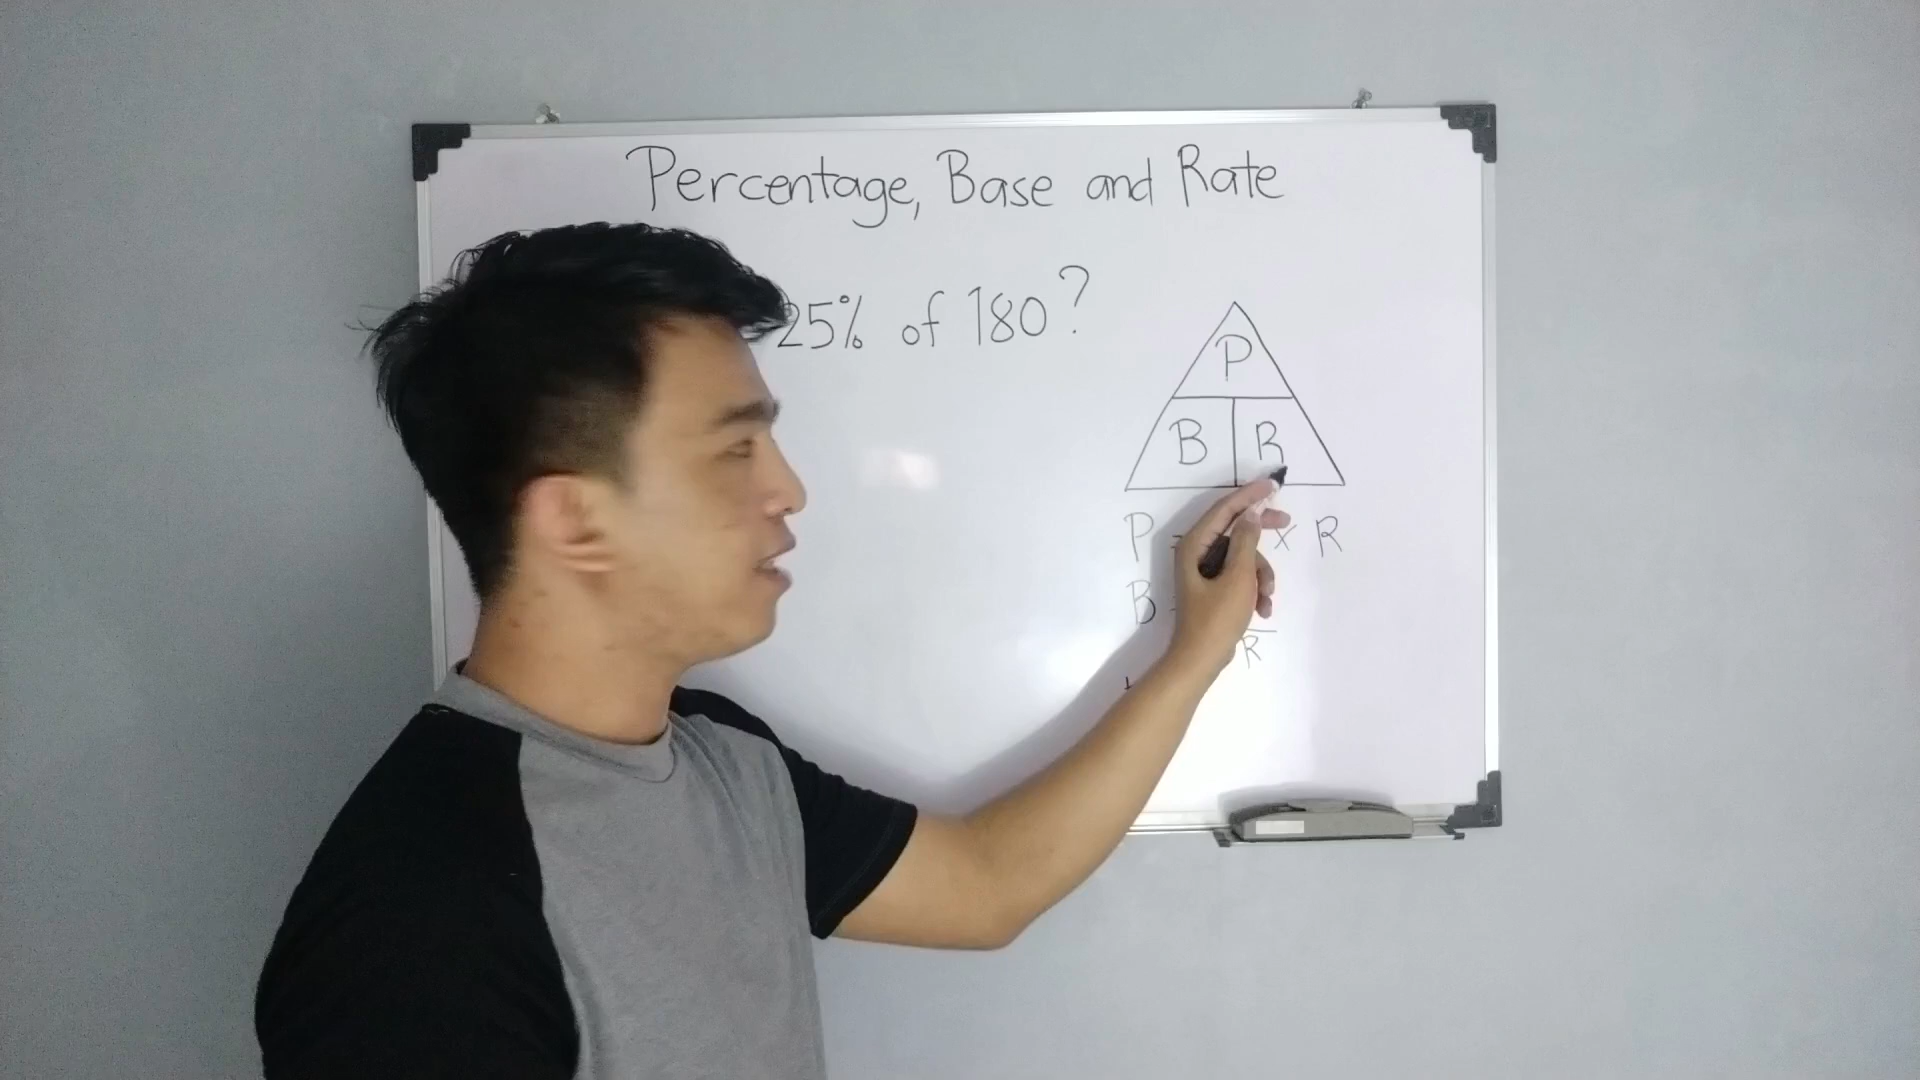 Percentage, Base and Rate
25% of 180?
P
B R
P = × R
B =
R